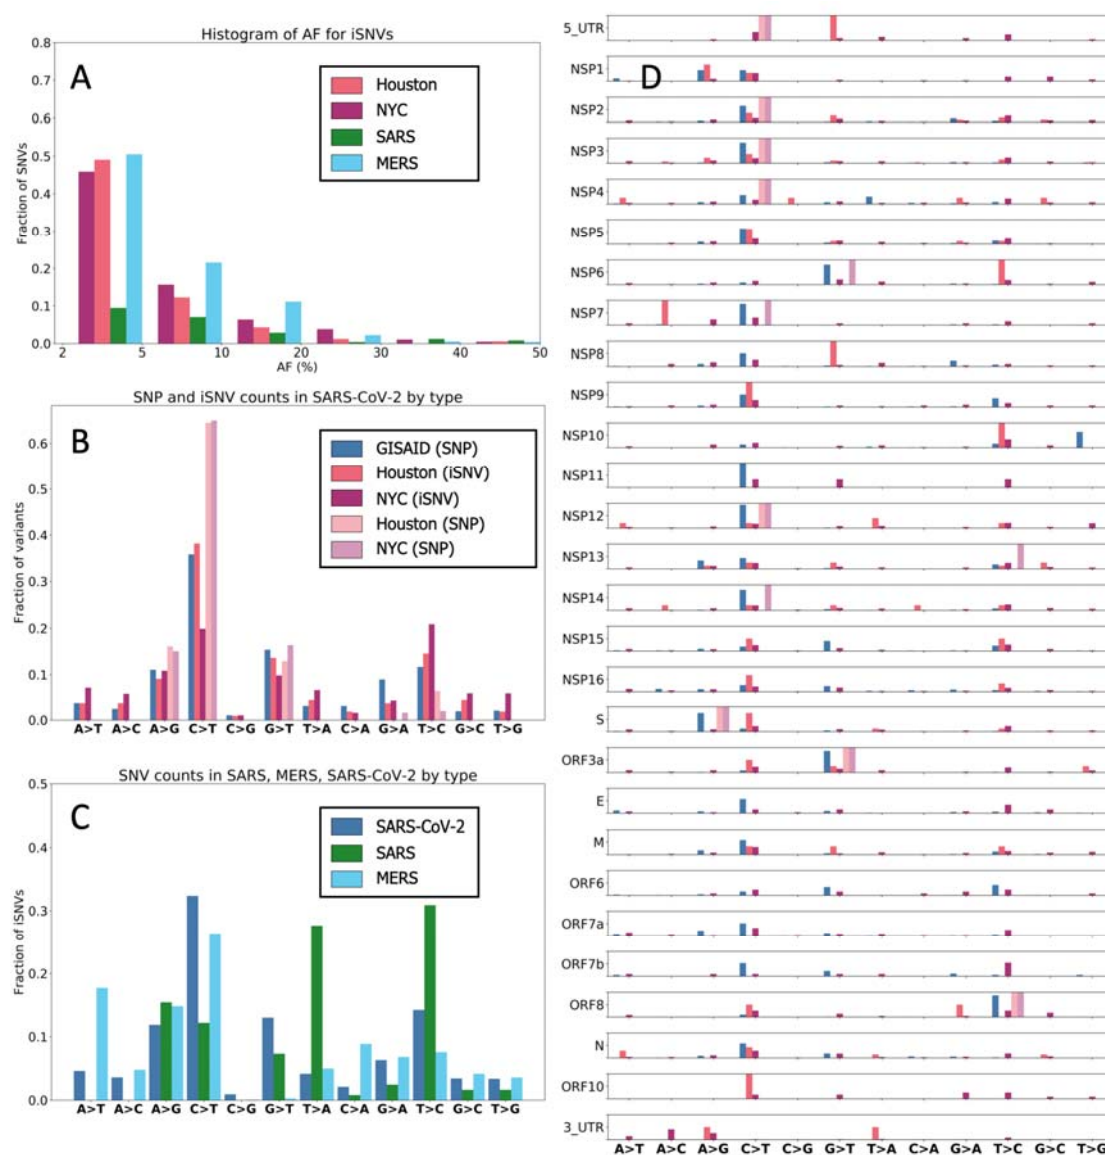 Histogram of AF for iSNVs
A
Houston
NYC
SARS
MERS
Fraction of SNVs
0.8
0.7
0.6
0.5
0.4
0.3
0.2
0.1
0.0
2 5 10 20 30 40 50
AF (%)
SNP and iSNV counts in SARS-CoV-2 by type
B
GISAID (SNP)
Houston (iSNV)
NYC (iSNV)
Houston (SNP)
NYC (SNP)
Fraction of variants
0.6
0.5
0.4
0.3
0.2
0.1
0.0
A>T A>C A>G C>T C>G G>T T>A C>A G>A T>C G>C T>G
SNV counts in SARS, MERS, SARS-CoV-2 by type
C
SARS-CoV-2
SARS
MERS
Fraction of iSNVs
0.5
0.4
0.3
0.2
0.1
0.0
A>T A>C A>G C>T C>G G>T T>A C>A G>A T>C G>C T>G
D
5_UTR
NSP1
NSP2
NSP3
NSP4
NSP5
NSP6
NSP7
NSP8
NSP9
NSP10
NSP11
NSP12
NSP13
NSP14
NSP15
NSP16
S
ORF3a
E
M
ORF6
ORF7a
ORF7b
ORF8
N
ORF10
3_UTR
A>T A>C A>G C>T C>G G>T T>A C>A G>A T>C G>C T>G